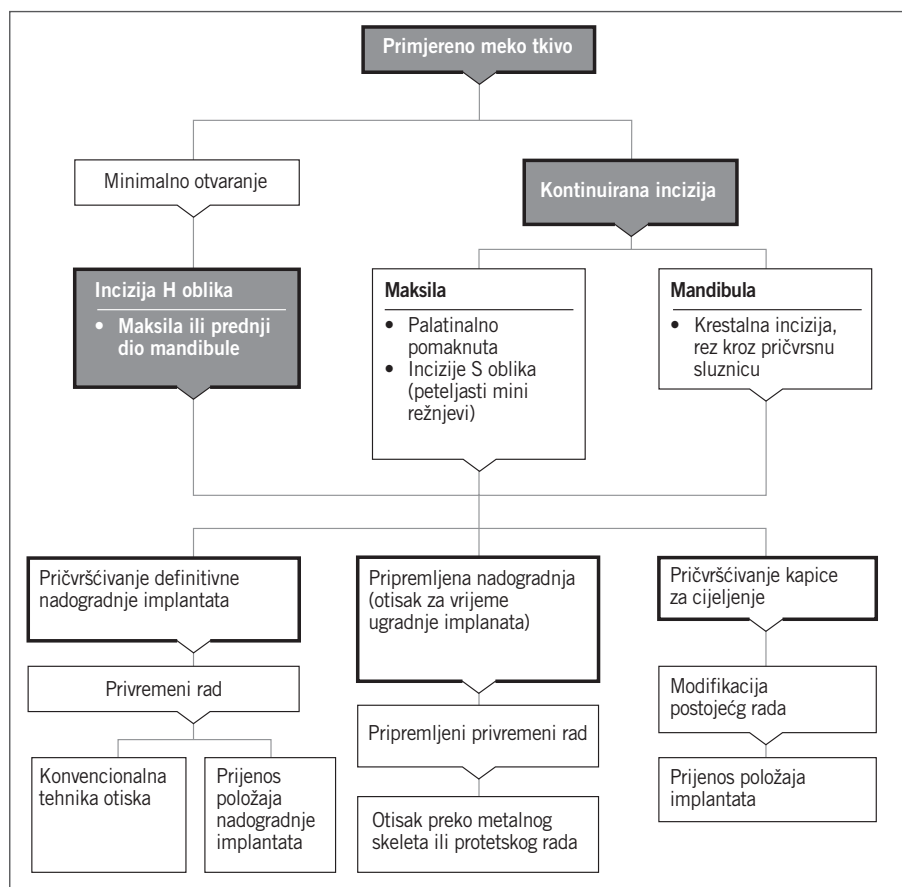 Primjereno meko tkivo
Minimalno otvaranje
Kontinuirana incizija
Incizija H oblika
• Maksila ili prednji
dio mandibule
Maksila
• Palatinalno
pomaknuta
• Incizije S oblika
(peteljasti mini
režnjevi)
Mandibula
• Krestalna incizija,
rez kroz pričvrsnu
sluznicu
Pričvršćivanje definitivne
nadogradnje implantata
Pripremljena nadogradnja
(otisak za vrijeme
ugradnje implanata)
Pričvršćivanje kapice
za cijeljenje
Privremeni rad
Pripremljeni privremeni rad
Modifikacija
postojećg rada
Konvencionalna
tehnika otiska
Prijenos
položaja
nadogradnje
implantata
Otisak preko metalnog
skeleta ili protetskog rada
Prijenos položaja
implantata